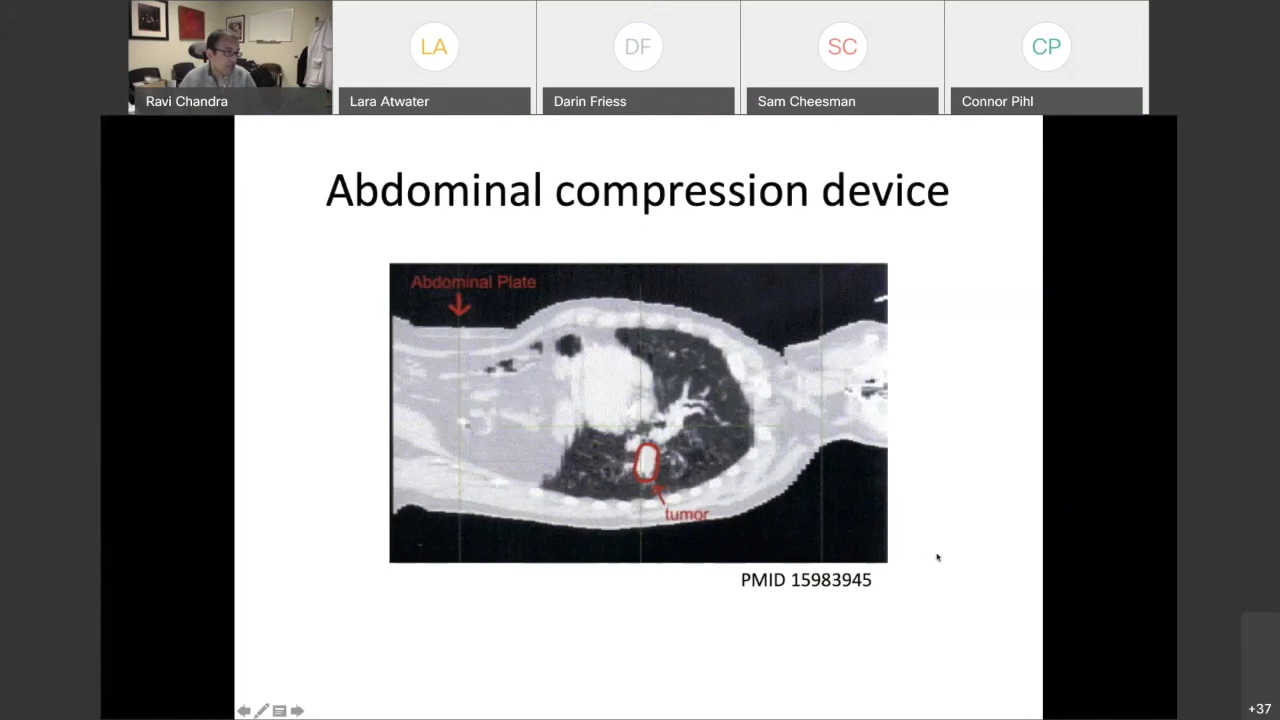 LA
DF
SC
CP
Ravi Chandra
Lara Atwater
Darin Friess
Sam Cheesman
Connor Pihl
Abdominal compression device
Abdominal Plate
tumor
PMID 15983945
+37